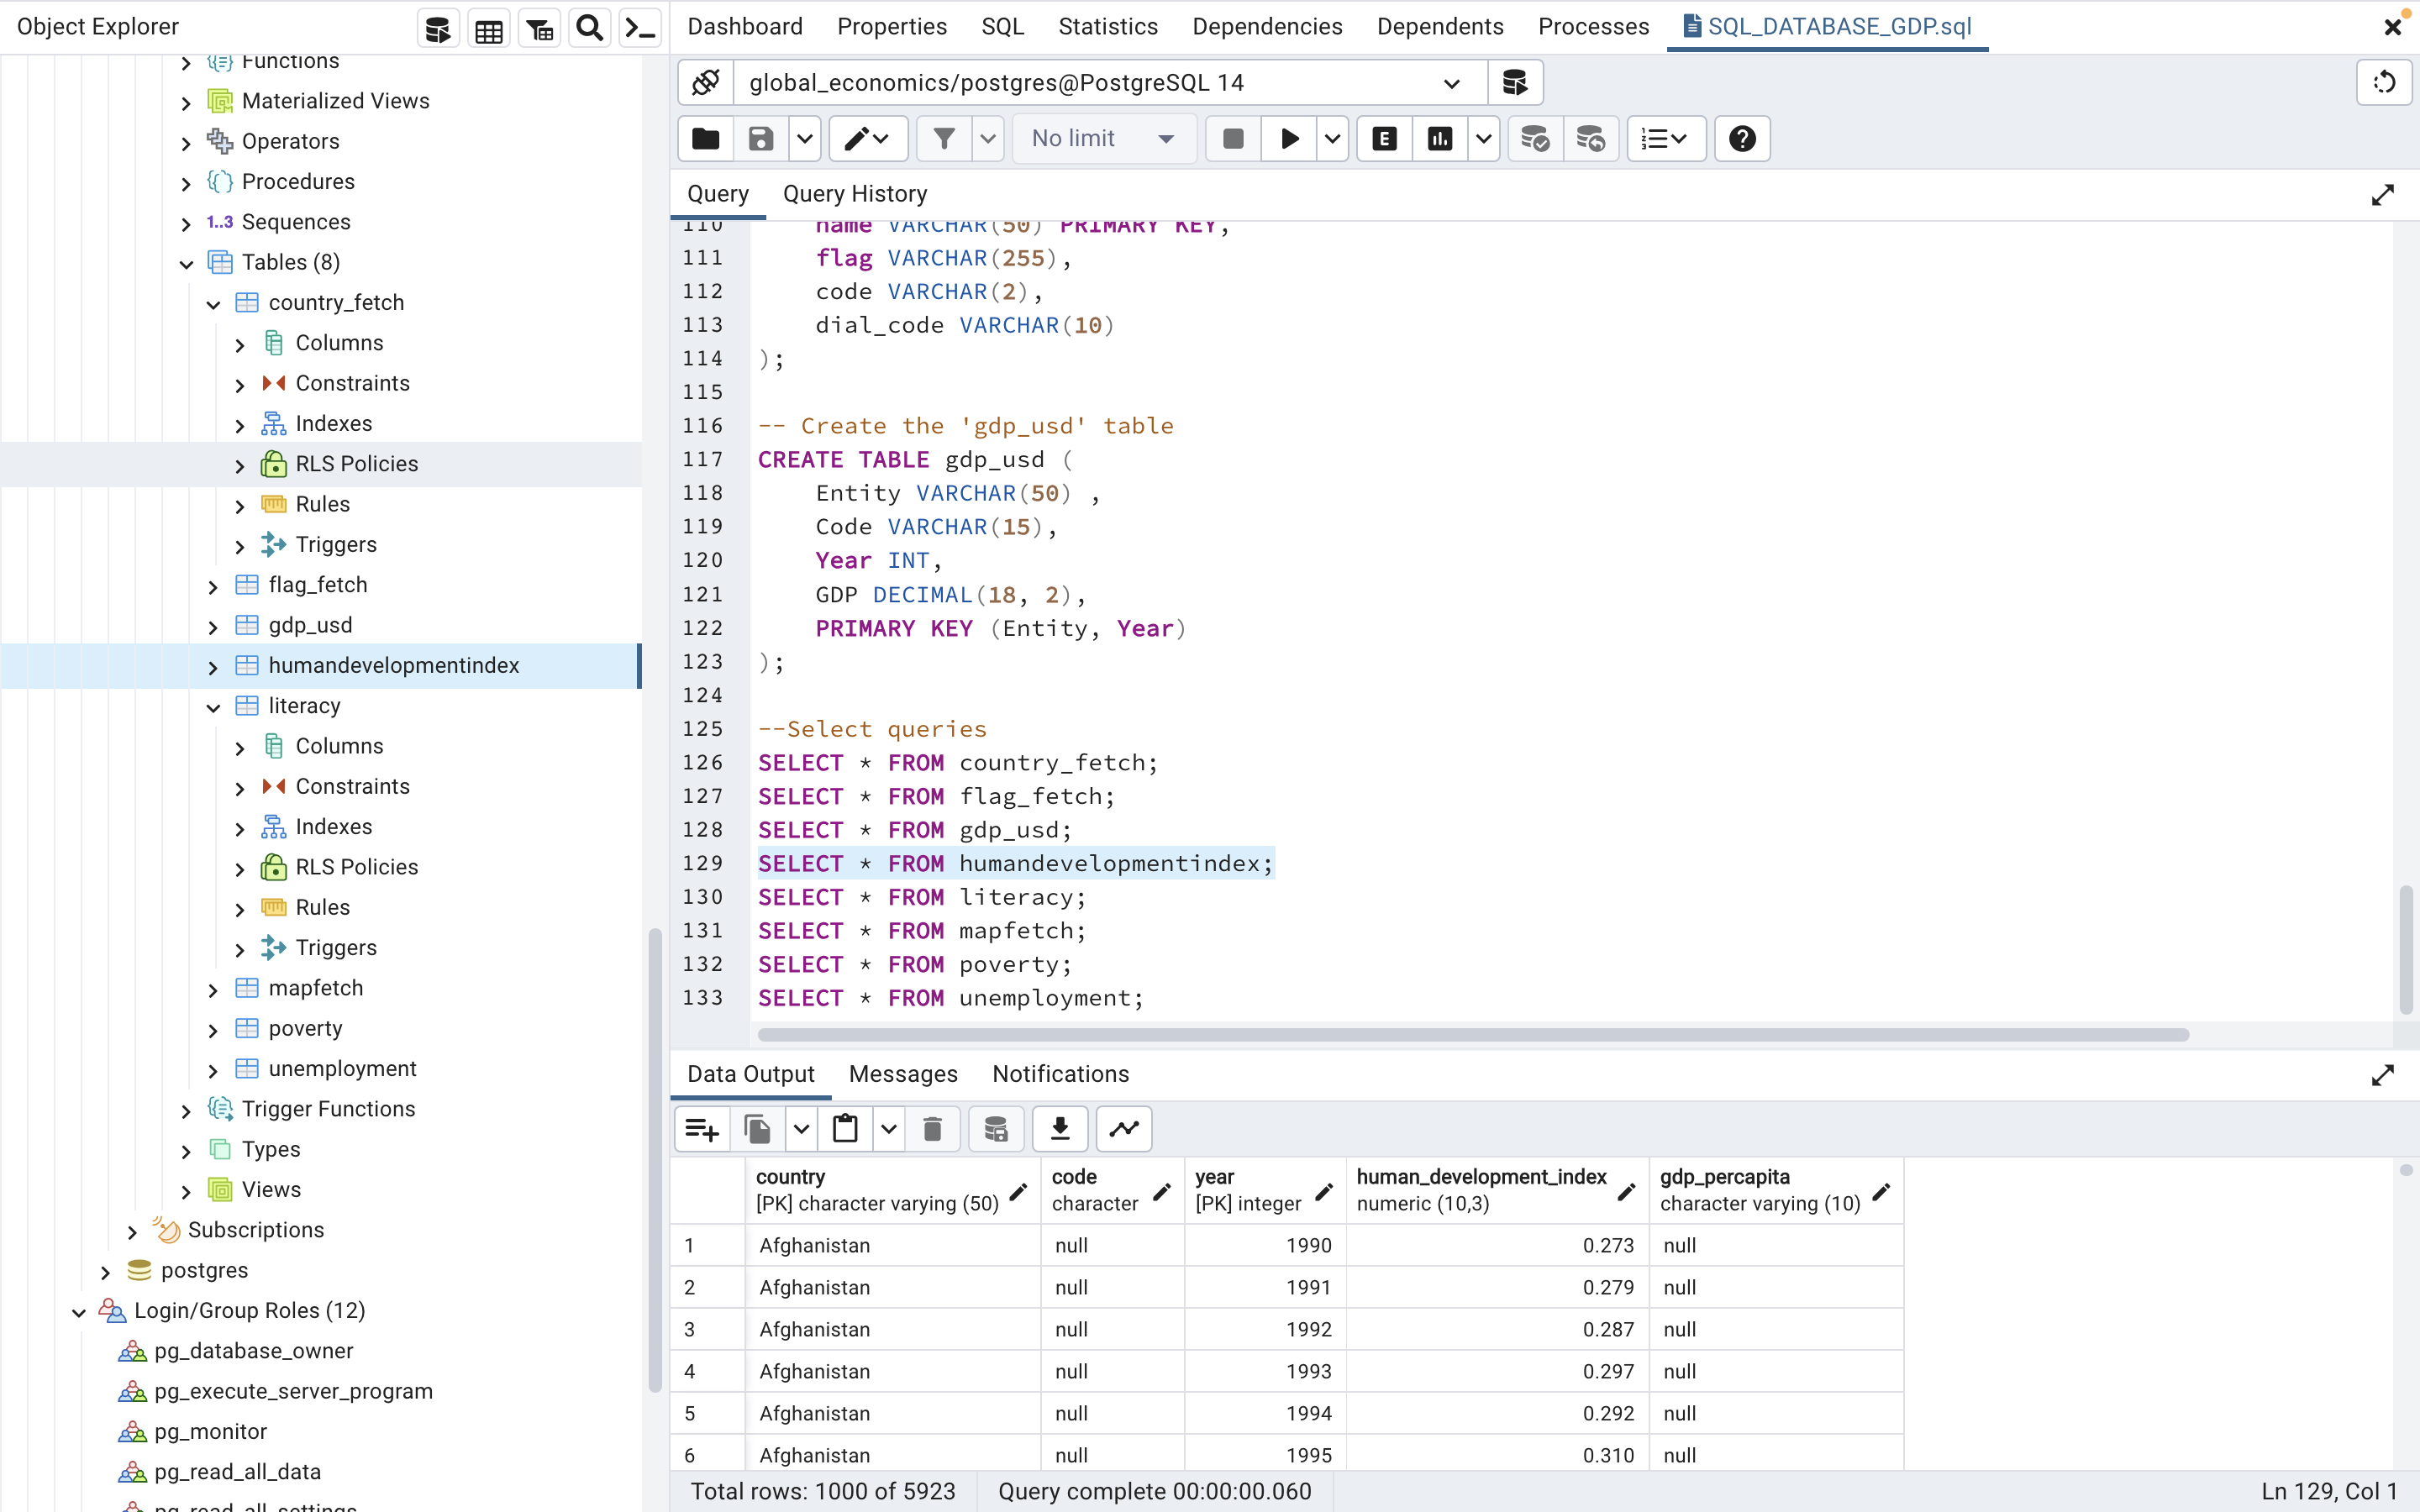 Object Explorer
Functions
Materialized Views
Operators
Procedures
1..3 Sequences
Tables (8)
country_fetch
Columns
Constraints
Indexes
RLS Policies
Rules
Triggers
flag_fetch
gdp_usd
humandevelopmentindex
literacy
Columns
Constraints
Indexes
RLS Policies
Rules
Triggers
mapfetch
poverty
unemployment
Trigger Functions
Types
Views
Subscriptions
postgres
Login/Group Roles (12)
pg_database_owner
pg_execute_server_program
pg_monitor
pg_read_all_data
pg_read_all_settings
Dashboard Properties SQL Statistics Dependencies Dependents Processes SQL_DATABASE_GDP.sql
global_economics/postgres@PostgreSQL 14
No limit E
Query Query History
110 name VARCHAR(50) PRIMARY KEY,
111 flag VARCHAR(255),
112 code VARCHAR(2),
113 dial_code VARCHAR(10)
114 );
115
116 -- Create the 'gdp_usd' table
117 CREATE TABLE gdp_usd (
118 Entity VARCHAR(50) ,
119 Code VARCHAR(15),
120 Year INT,
121 GDP DECIMAL(18, 2),
122 PRIMARY KEY (Entity, Year)
123 );
124
125 --Select queries
126 SELECT * FROM country_fetch;
127 SELECT * FROM flag_fetch;
128 SELECT * FROM gdp_usd;
129 SELECT * FROM humandevelopmentindex;
130 SELECT * FROM literacy;
131 SELECT * FROM mapfetch;
132 SELECT * FROM poverty;
133 SELECT * FROM unemployment;
Data Output Messages Notifications
country code year human_development_index gdp_percapita
[PK] character varying (50) character [PK] integer numeric (10,3) character varying (10)
1 Afghanistan null 1990 0.273 null
2 Afghanistan null 1991 0.279 null
3 Afghanistan null 1992 0.287 null
4 Afghanistan null 1993 0.297 null
5 Afghanistan null 1994 0.292 null
6 Afghanistan null 1995 0.310 null
Total rows: 1000 of 5923 Query complete 00:00:00.060 Ln 129, Col 1